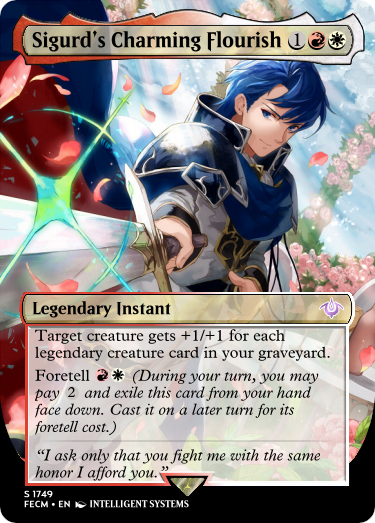 Sigurd's Charming Flourish 1
Legendary Instant
Target creature gets +1/+1 for each
legendary creature card in your graveyard.
Foretell (During your turn, you may
pay 2 and exile this card from your hand
face down. Cast it on a later turn for its
foretell cost.)
“I ask only that you fight me with the same
honor I afford you.”
S 1749
FECM • EN INTELLIGENT SYSTEMS